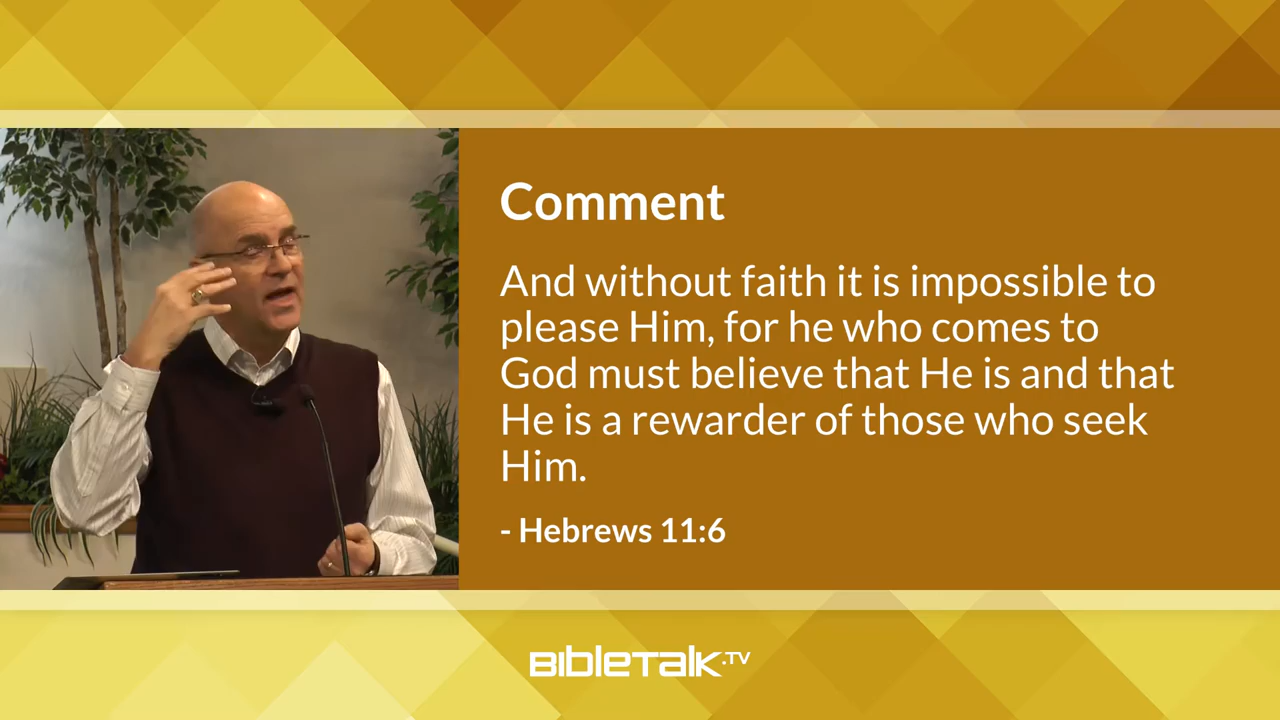 Comment
And without faith it is impossible to
please Him, for he who comes to
God must believe that He is and that
He is a rewarder of those who seek
Him.
- Hebrews 11:6
BIBLETALK.TV